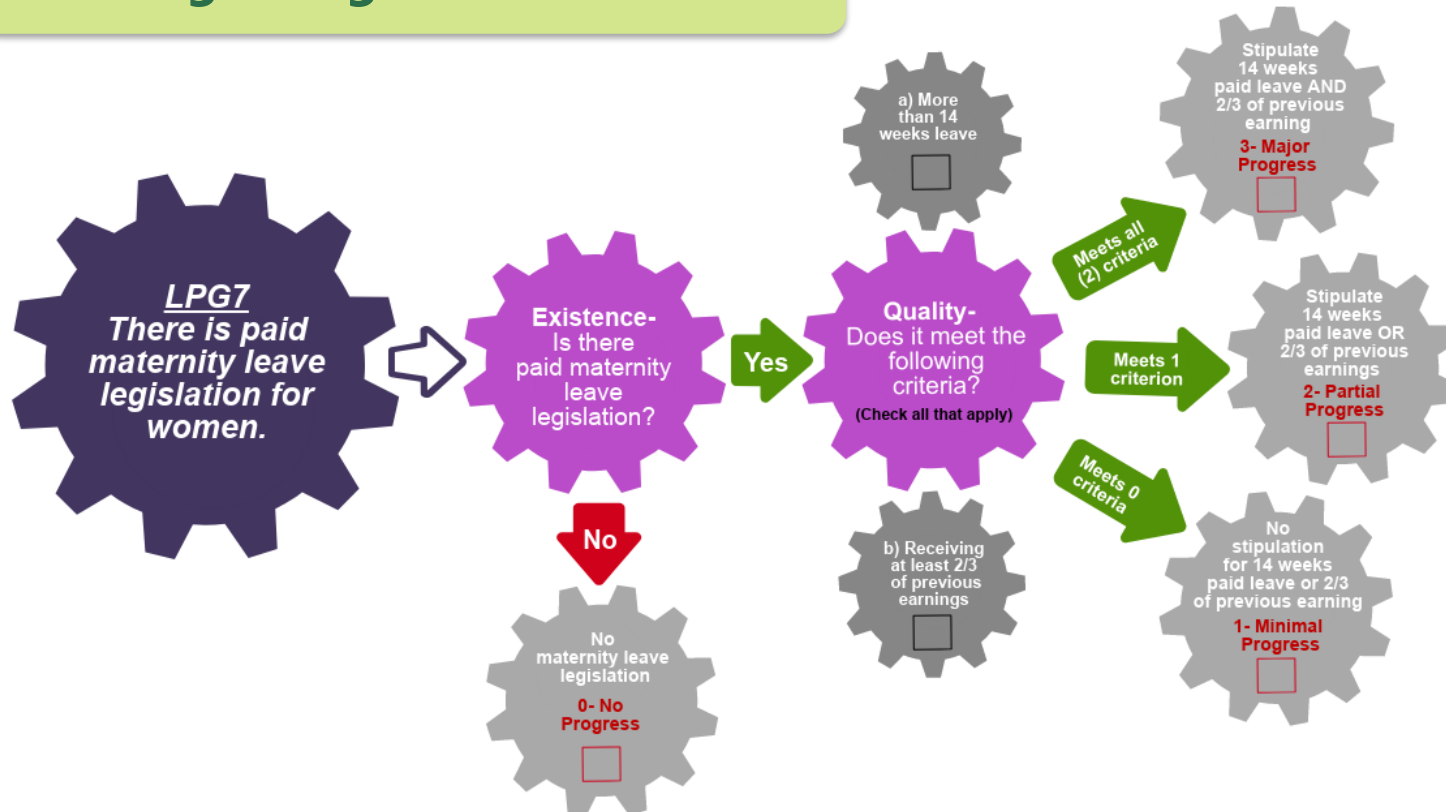 LPG7
There is paid
maternity leave
legislation for
women.
Existence-
Is there
paid maternity
leave
legislation?
Yes
No
No
maternity leave
legislation
0- No
Progress
a) More
than 14
weeks leave
Quality-
Does it meet the
following
criteria?
(Check all that apply)
b) Receiving
at least 2/3
of previous
earnings
Meets all
(2) criteria
Stipulate
14 weeks
paid leave AND
2/3 of previous
earning
3- Major
Progress
Meets 1
criterion
Stipulate
14 weeks
paid leave OR
2/3 of previous
earnings
2- Partial
Progress
Meets 0
criteria
No
stipulation
for 14 weeks
paid leave or 2/3
of previous earning
1- Minimal
Progress